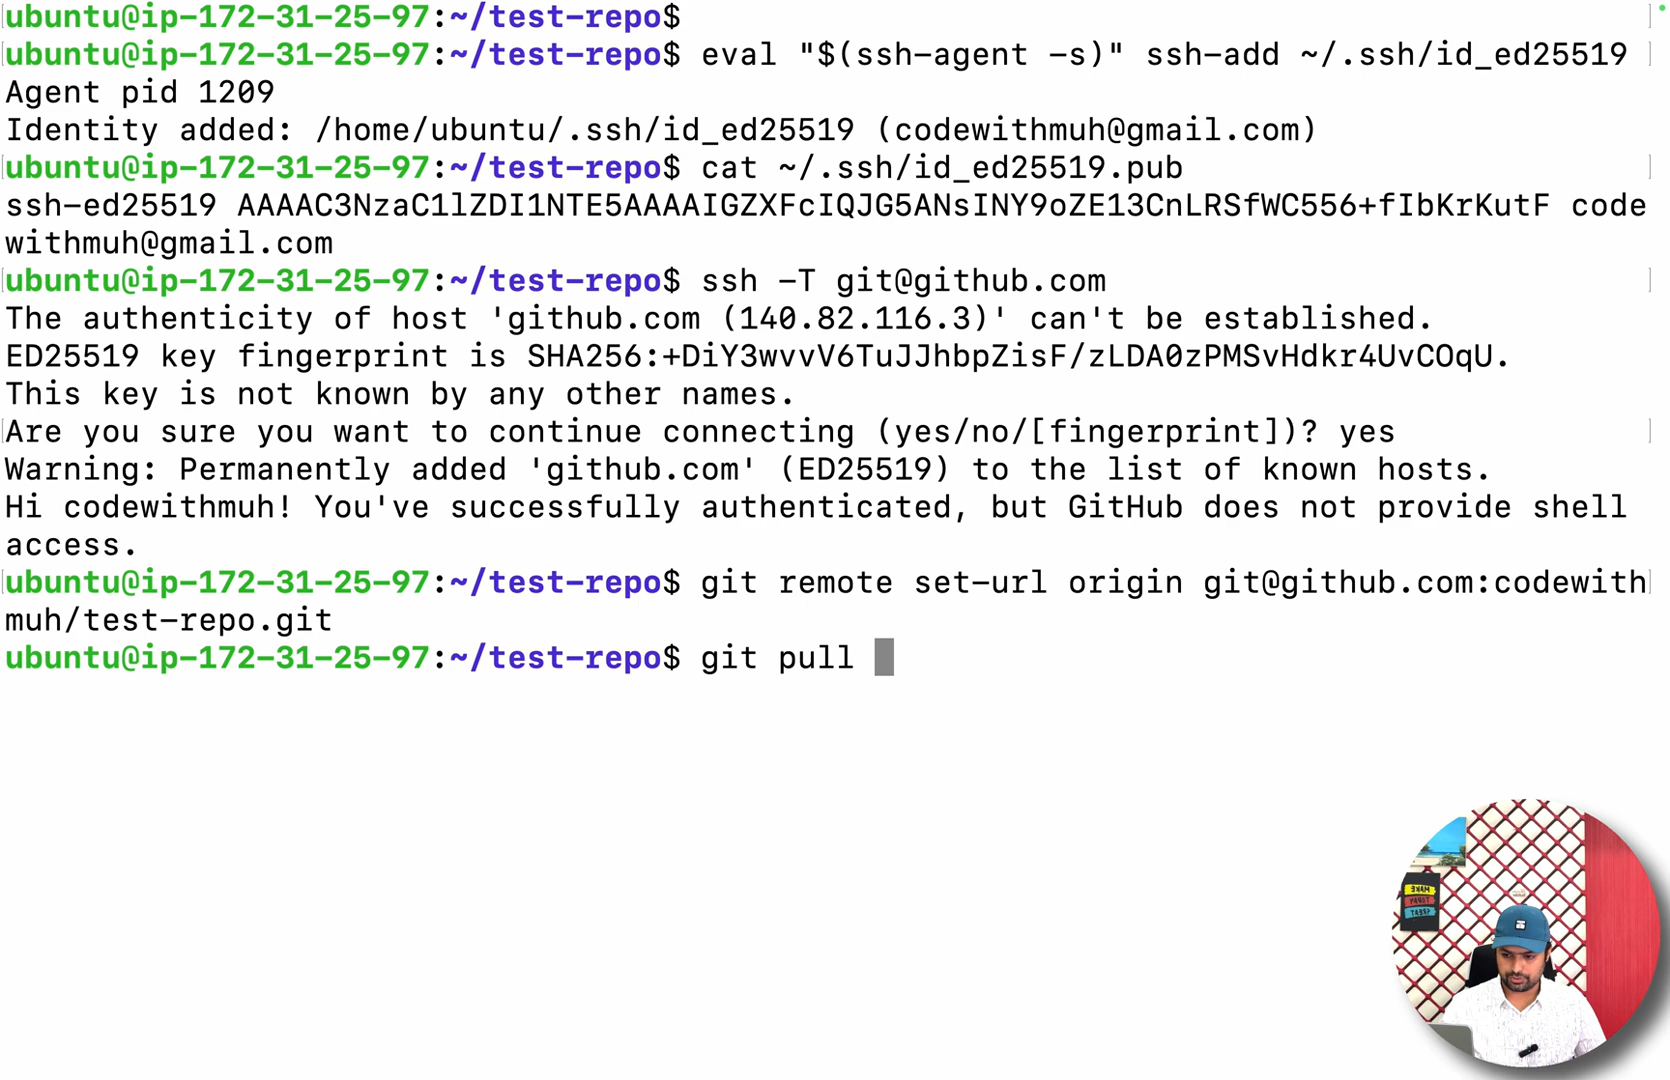 ubuntu@ip-172-31-25-97:~/test-repo$
ubuntu@ip-172-31-25-97:~/test-repo$ eval "$(ssh-agent -s)" ssh-add ~/.ssh/id_ed25519
Agent pid 1209
Identity added: /home/ubuntu/.ssh/id_ed25519 (codewithmuh@gmail.com)
ubuntu@ip-172-31-25-97:~/test-repo$ cat ~/.ssh/id_ed25519.pub
ssh-ed25519 AAAAC3NzaC1lZDI1NTE5AAAAIGZXFcIQJG5ANsINY9oZE13CnLRSfWC556+fIbKrKutF code
withmuh@gmail.com
ubuntu@ip-172-31-25-97:~/test-repo$ ssh -T git@github.com
The authenticity of host 'github.com (140.82.116.3)' can't be established.
ED25519 key fingerprint is SHA256:+DiY3wvvV6TuJJhbpZisF/zLDA0zPMSvHdkr4UvCOqU.
This key is not known by any other names.
Are you sure you want to continue connecting (yes/no/[fingerprint])? yes
Warning: Permanently added 'github.com' (ED25519) to the list of known hosts.
Hi codewithmuh! You've successfully authenticated, but GitHub does not provide shell
access.
ubuntu@ip-172-31-25-97:~/test-repo$ git remote set-url origin git@github.com:codewith
muh/test-repo.git
ubuntu@ip-172-31-25-97:~/test-repo$ git pull
MAKE
TODAY
GREAT